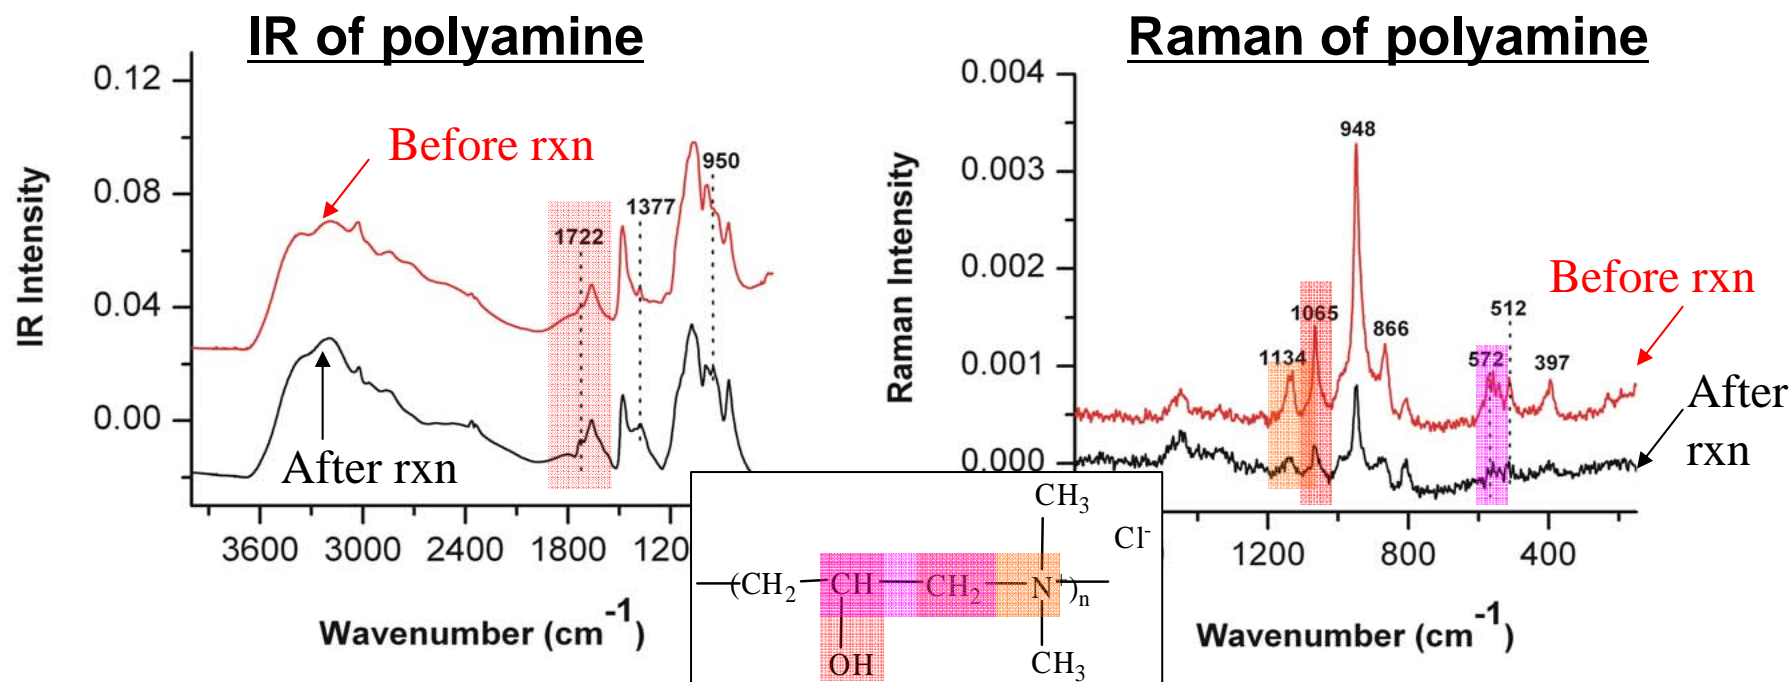 IR of polyamine
0.12
0.08
0.04
0.00
IR Intensity
Before rxn
After rxn
1722
1377
950
3600 3000 2400 1800 120
Wavenumber (cm-1)
Raman of polyamine
0.004
0.003
0.002
0.001
0.000
Raman Intensity
948
1065
1134
866
572
512
397
Before rxn
After
rxn
1200 800 400
Wavenumber (cm-1)
CH3
Cl-
(CH2 CH CH2 N+)n
OH
CH3